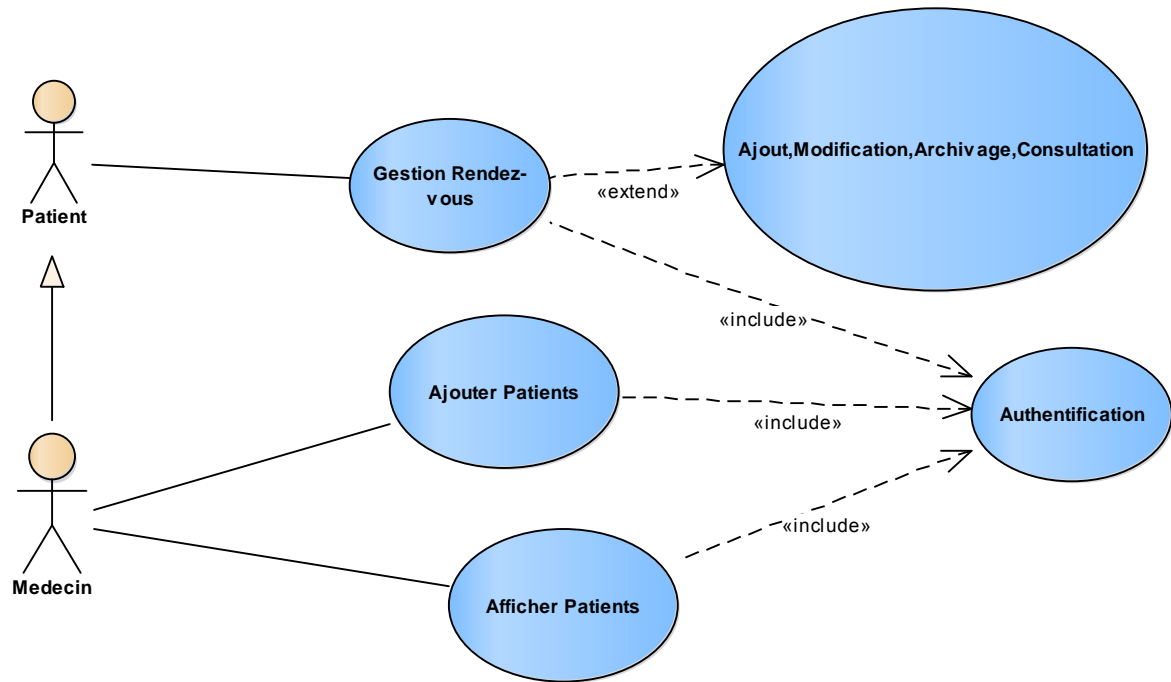 Patient
Gestion Rendez-
vous
«extend»
Ajout,Modification,Archivage,Consultation
«include»
Ajouter Patients
«include»
Authentification
Medecin
Afficher Patients
«include»